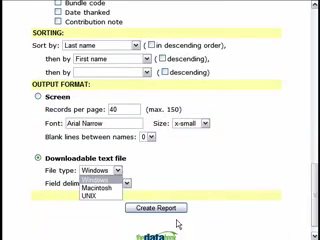 Bundle code
Date thanked
Contribution note
SORTING:
Sort by: Last name ( in descending order),
then by First name ( descending),
then by ( descending)
OUTPUT FORMAT:
Screen
Records per page: 40 (max. 150)
Font: Arial Narrow Size: x-small
Blank lines between names: 0
Downloadable text file
File type: Windows
Windows
Macintosh
UNIX
Field delim
Create Report
data